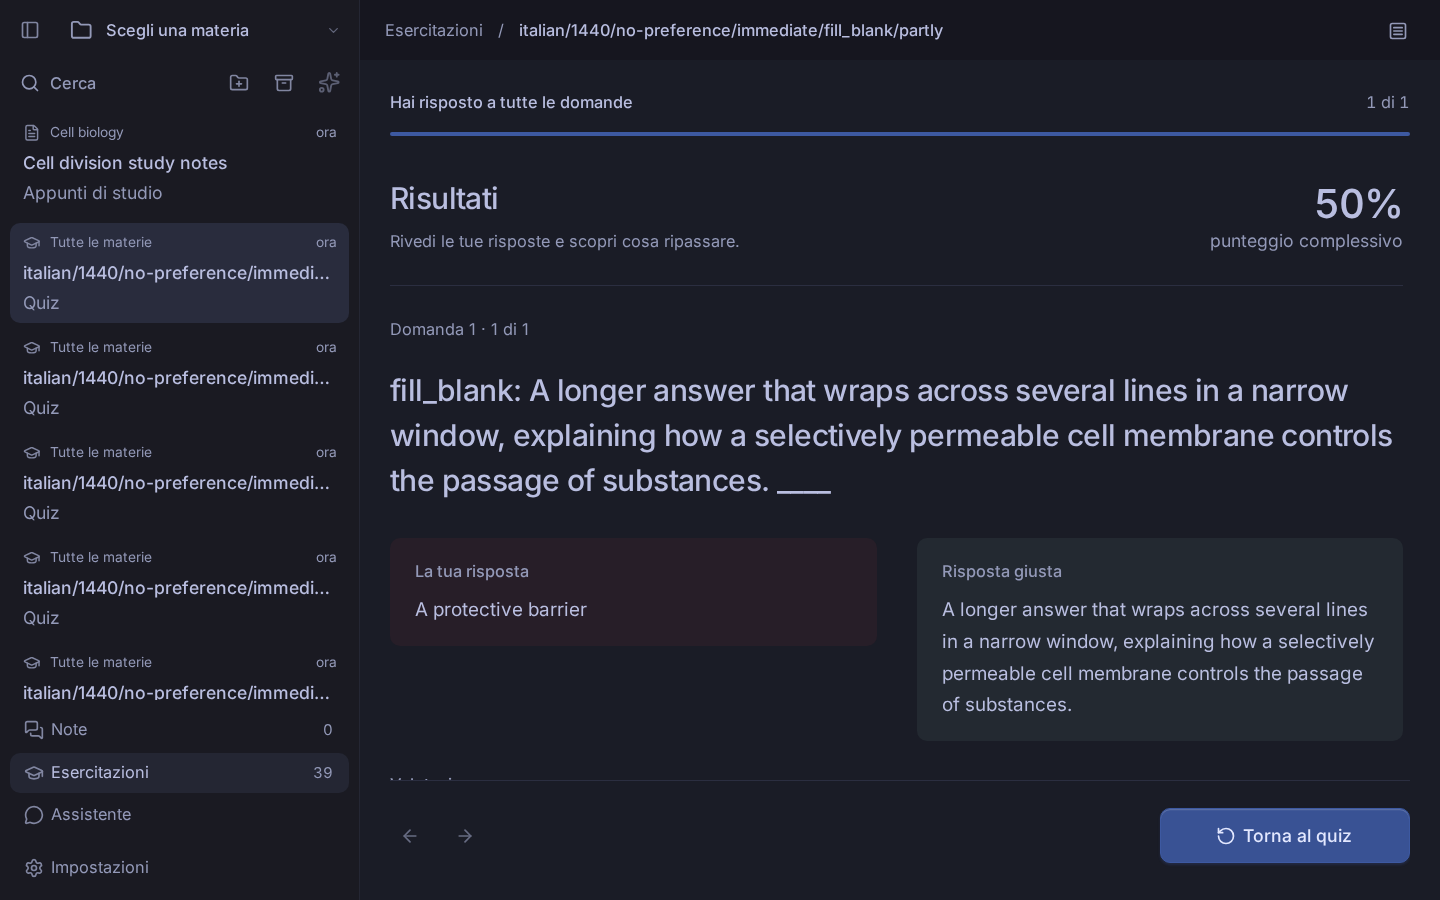 Scegli una materia
Cerca
Cell biology
ora
Cell division study notes
Appunti di studio
Tutte le materie
ora
italian/1440/no-preference/immedi...
Quiz
Tutte le materie
ora
italian/1440/no-preference/immedi...
Quiz
Tutte le materie
ora
italian/1440/no-preference/immedi...
Quiz
Tutte le materie
ora
italian/1440/no-preference/immedi...
Quiz
Tutte le materie
ora
italian/1440/no-preference/immedi...
Note
0
Esercitazioni
39
Assistente
Impostazioni
Esercitazioni / italian/1440/no-preference/immediate/fill_blank/partly
Hai risposto a tutte le domande
1 di 1
Risultati
50%
Rivedi le tue risposte e scopri cosa ripassare.
punteggio complessivo
Domanda 1 · 1 di 1
fill_blank: A longer answer that wraps across several lines in a narrow
window, explaining how a selectively permeable cell membrane controls
the passage of substances. ____
La tua risposta
A protective barrier
Risposta giusta
A longer answer that wraps across several lines
in a narrow window, explaining how a selectively
permeable cell membrane controls the passage
of substances.
Torna al quiz